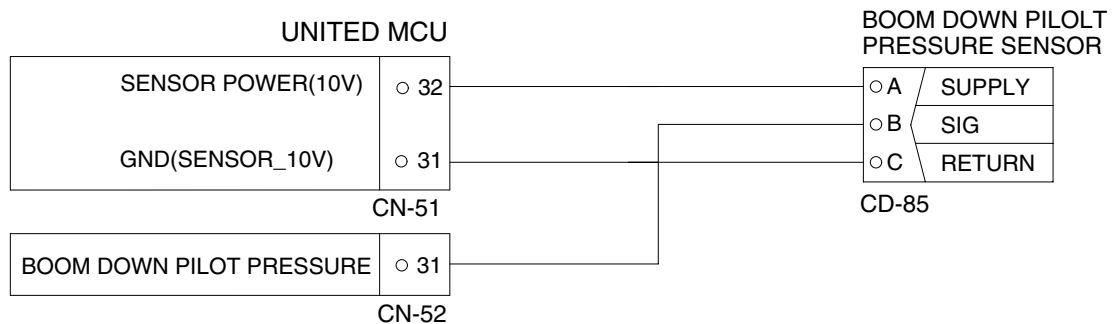 UNITED MCU
SENSOR POWER(10V) 32
GND(SENSOR_10V) 31
CN-51
BOOM DOWN PILOT PRESSURE 31
CN-52
BOOM DOWN PILOLT
PRESSURE SENSOR
A SUPPLY
B SIG
C RETURN
CD-85